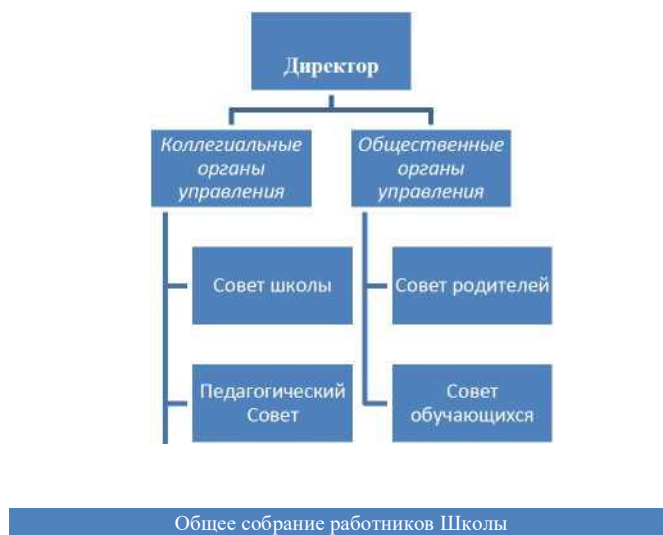 Директор
Коллегиальные
органы
управления
Общественные
органы
управления
Совет школы
Совет родителей
Педагогический
Совет
Совет
обучающихся
Общее собрание работников Школы